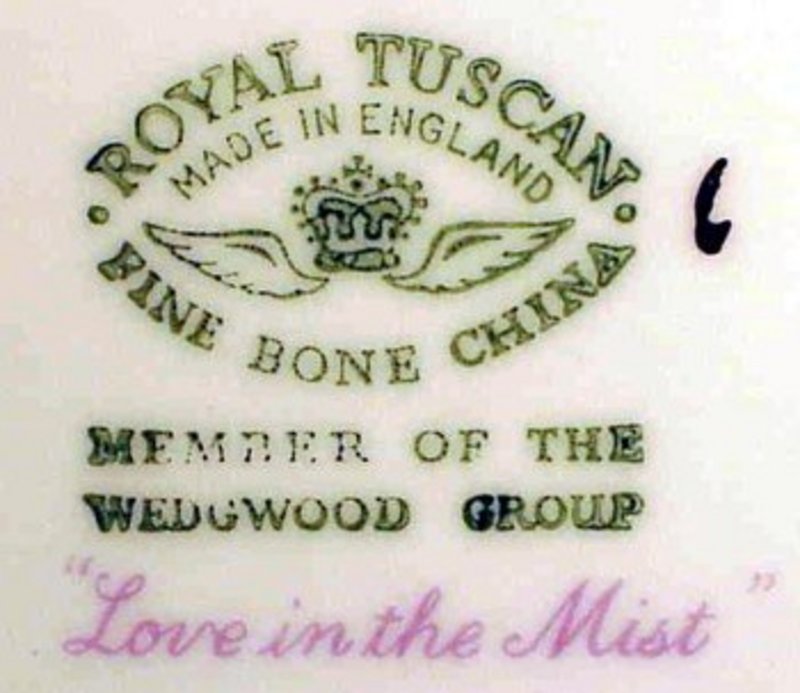 ROYAL TUSCAN
MADE IN ENGLAND
FINE BONE CHINA
MEMBER OF THE
WEDGWOOD GROUP
"Love in the Mist"